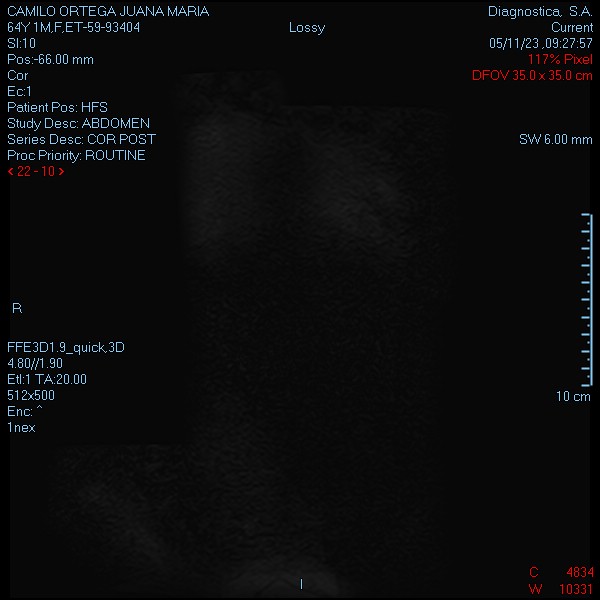 CAMILO ORTEGA JUANA MARIA
64Y 1M,F,ET-59-93404
Sl:10
Pos:-66.00 mm
Cor
Ec:1
Patient Pos: HFS
Study Desc: ABDOMEN
Series Desc: COR POST
Proc Priority: ROUTINE
< 22 - 10 >
Lossy
Diagnostica, S.A.
Current
05/11/23 ,09:27:57
117% Pixel
DFOV 35.0 x 35.0 cm
SW 6.00 mm
R
10 cm
FFE3D1.9_quick,3D
4.80//1.90
Etl:1 TA:20.00
512x500
Enc: ^
1nex
I
C 4834
W 10331